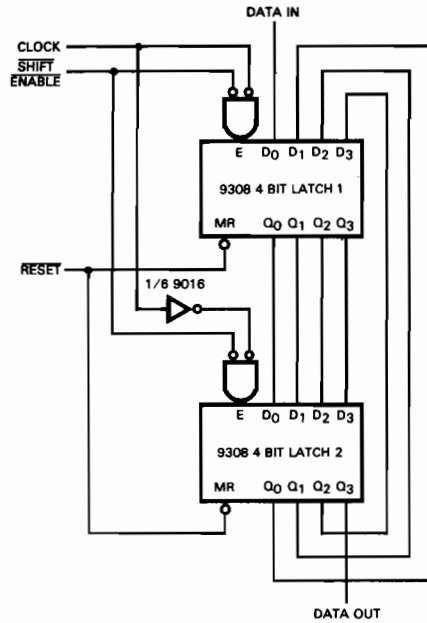 DATA IN
CLOCK
SHIFT
ENABLE
E D0 D1 D2 D3
9308 4 BIT LATCH 1
MR Q0 Q1 Q2 Q3
RESET
1/6 9016
E D0 D1 D2 D3
9308 4 BIT LATCH 2
MR Q0 Q1 Q2 Q3
DATA OUT